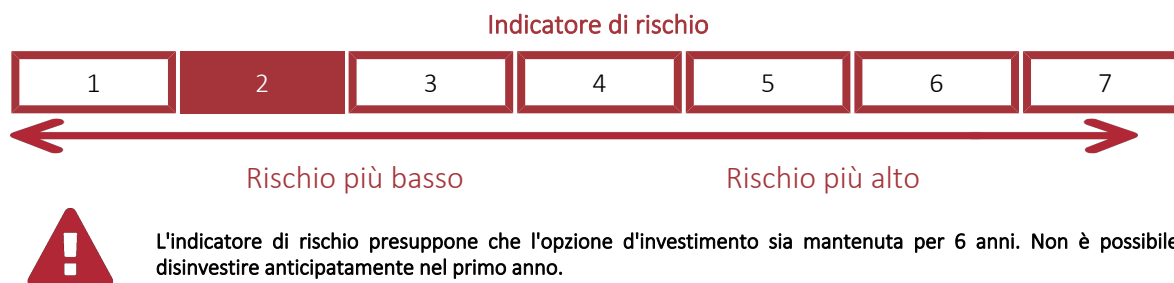 Indicatore di rischio
1 2 3 4 5 6 7
Rischio più basso Rischio più alto
L'indicatore di rischio presuppone che l'opzione d'investimento sia mantenuta per 6 anni. Non è possibile
disinvestire anticipatamente nel primo anno.